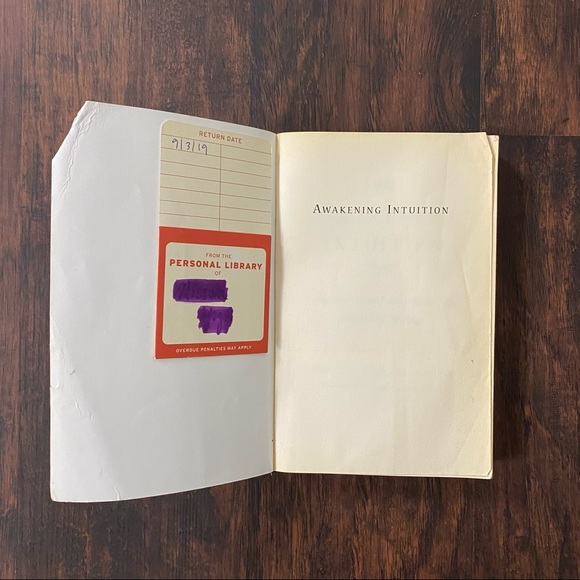 RETURN DATE
9/3/19
FROM THE
PERSONAL LIBRARY
OF
OVERDUE PENALTIES MAY APPLY
AWAKENING INTUITION